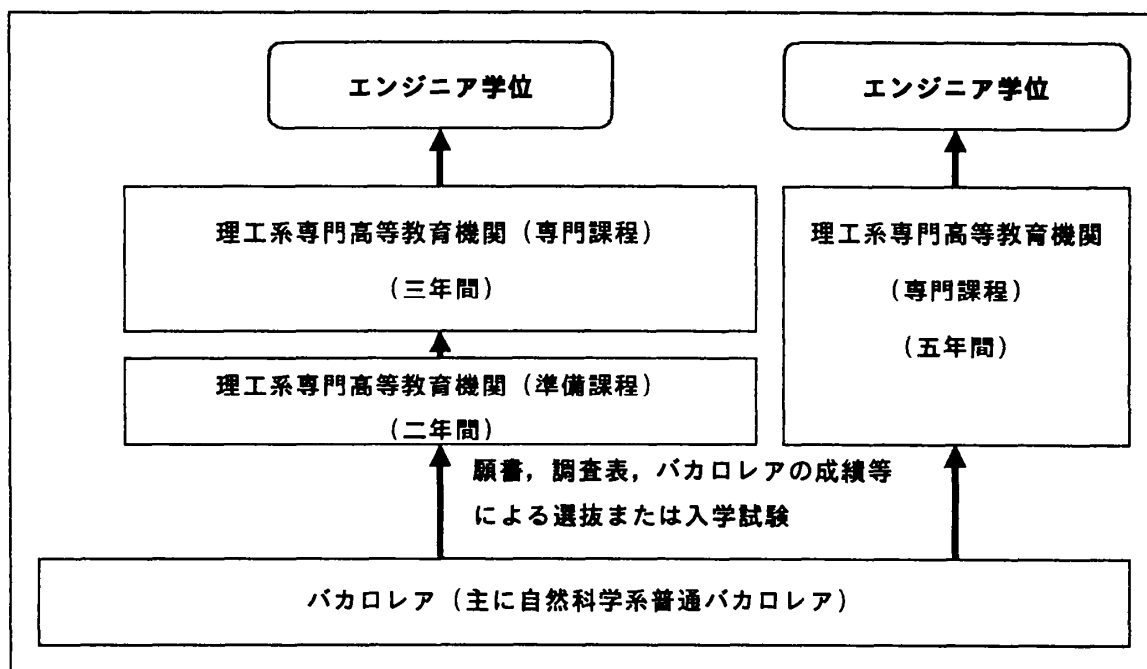 エンジニア学位
エンジニア学位
理工系専門高等教育機関（専門課程）
（三年間）
理工系専門高等教育機関
（専門課程）
（五年間）
理工系専門高等教育機関（準備課程）
（二年間）
願書，調査表，バカロレアの成績等
による選抜または入学試験
バカロレア（主に自然科学系普通バカロレア）